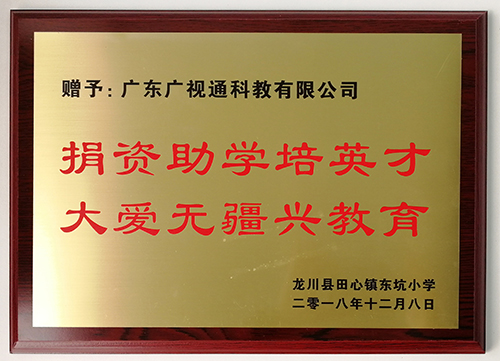 赠予：广东广视通科教有限公司
捐资助学培英才
大爱无疆兴教育
龙川县田心镇东坑小学
二零一八年十二月八日